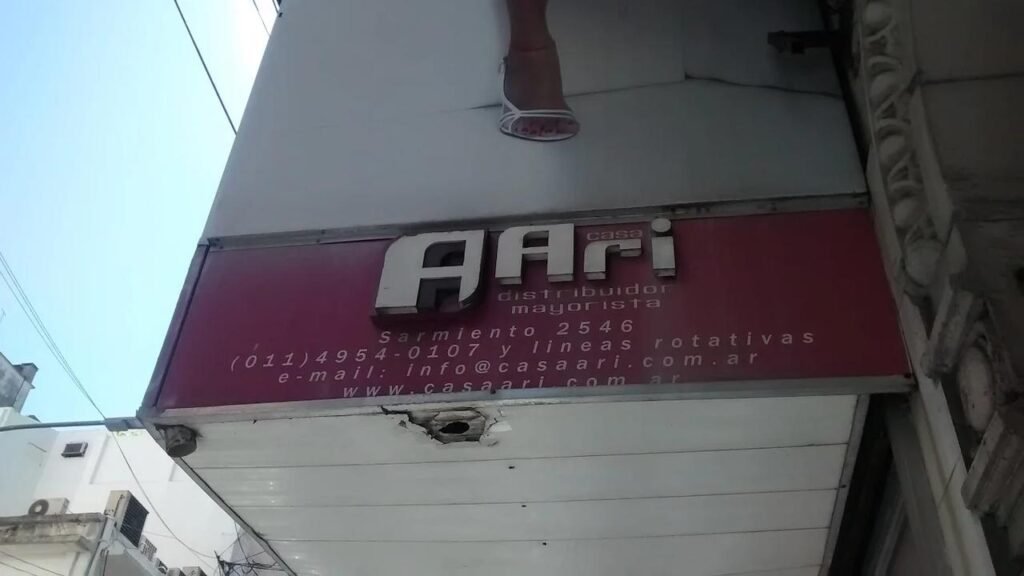 A
casa
Ari
distribuidor
mayorista
Sarmiento 2546
(011)4954-0107 y lineas rotativas
e-mail: info@casaari.com.ar
www.casaari.com.ar